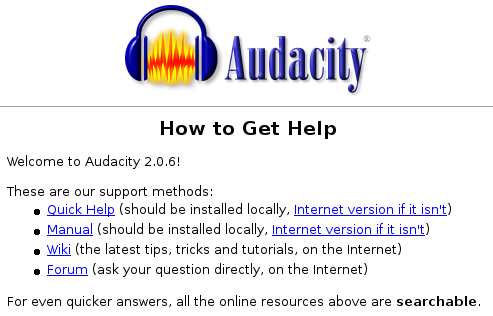 Audacity®
How to Get Help
Welcome to Audacity 2.0.6!
These are our support methods:
Quick Help (should be installed locally, Internet version if it isn't)
Manual (should be installed locally, Internet version if it isn't)
Wiki (the latest tips, tricks and tutorials, on the Internet)
Forum (ask your question directly, on the Internet)
For even quicker answers, all the online resources above are searchable.